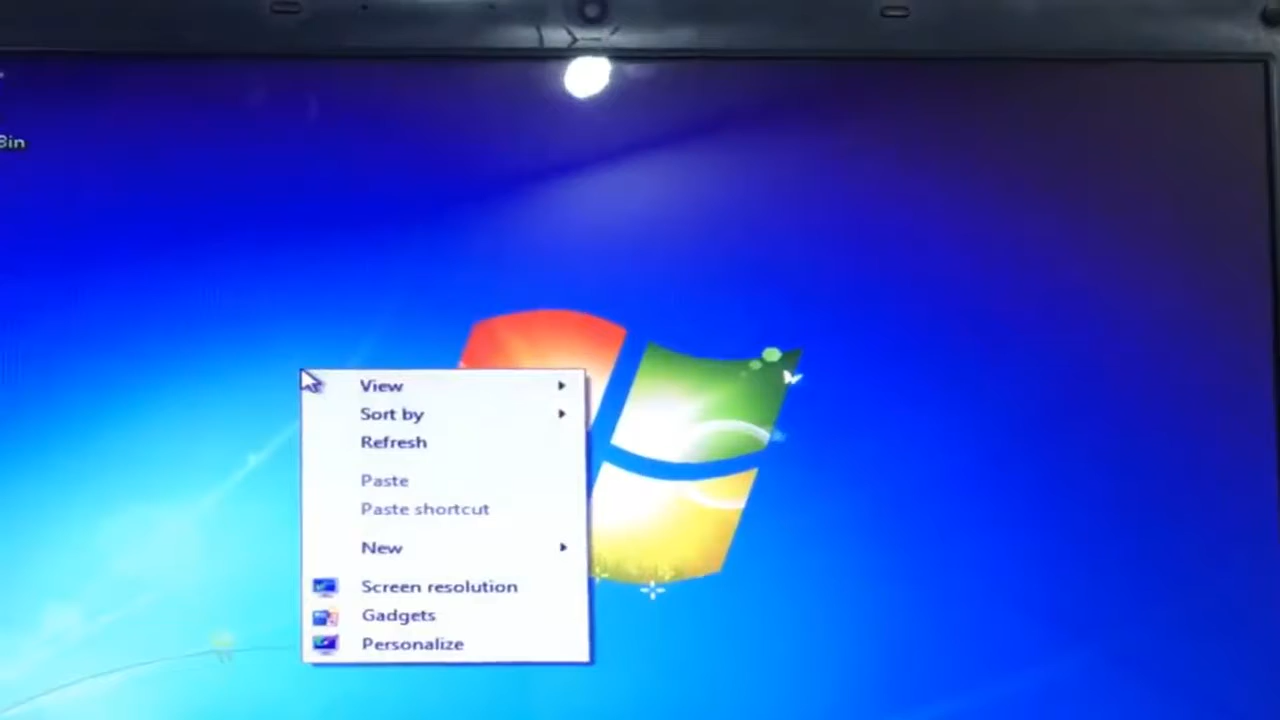 Bin
View
Sort by
Refresh
Paste
Paste shortcut
New
Screen resolution
Gadgets
Personalize